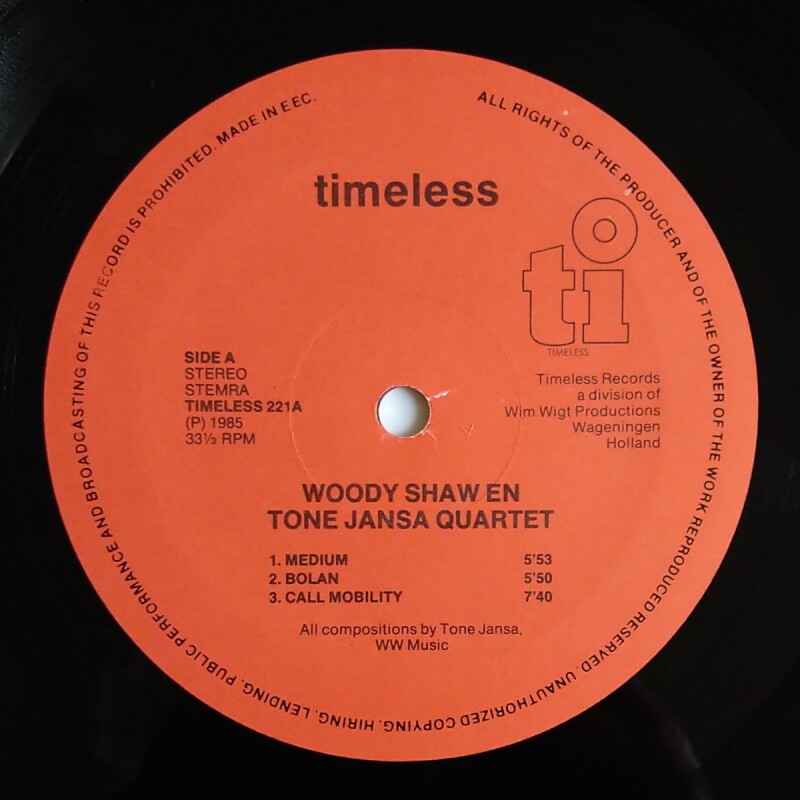 ALL RIGHTS OF THE PRODUCER AND OF THE OWNER OF THE WORK REPRODUCED RESERVED. UNAUTHORIZED COPYING. HIRING. LENDING. PUBLIC PERFORMANCE AND BROADCASTING OF THIS RECORD IS PROHIBITED. MADE IN EEC.
timeless
ti
TIMELESS
SIDE A
STEREO
STEMRA
TIMELESS 221A
(P) 1985
33⅓ RPM
Timeless Records
a division of
Wim Wigt Productions
Wageningen
Holland
WOODY SHAW EN
TONE JANSA QUARTET
1. MEDIUM 5'53
2. BOLAN 5'50
3. CALL MOBILITY 7'40
All compositions by Tone Jansa,
WW Music